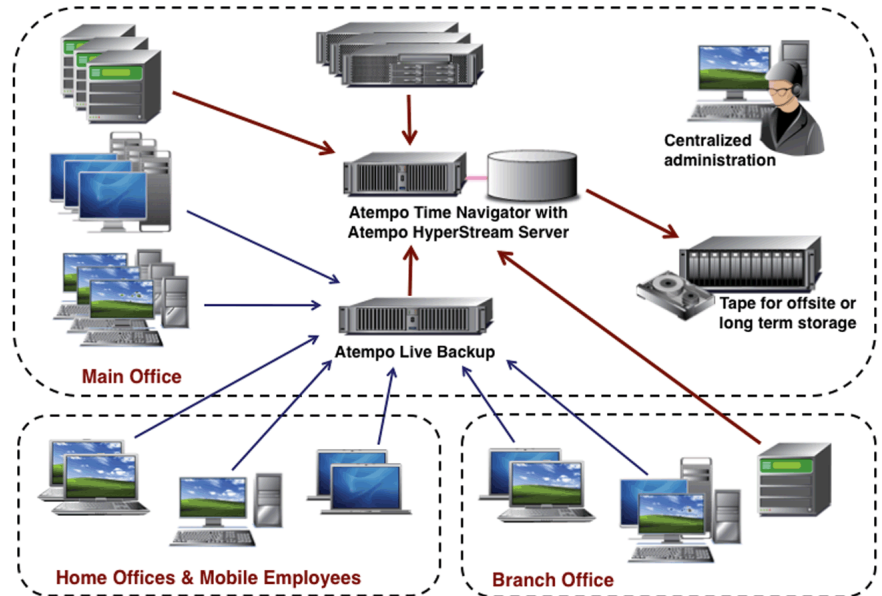 Centralized
administration
Atempo Time Navigator with
Atempo HyperStream Server
Tape for offsite or
long term storage
Atempo Live Backup
Main Office
Home Offices & Mobile Employees
Branch Office